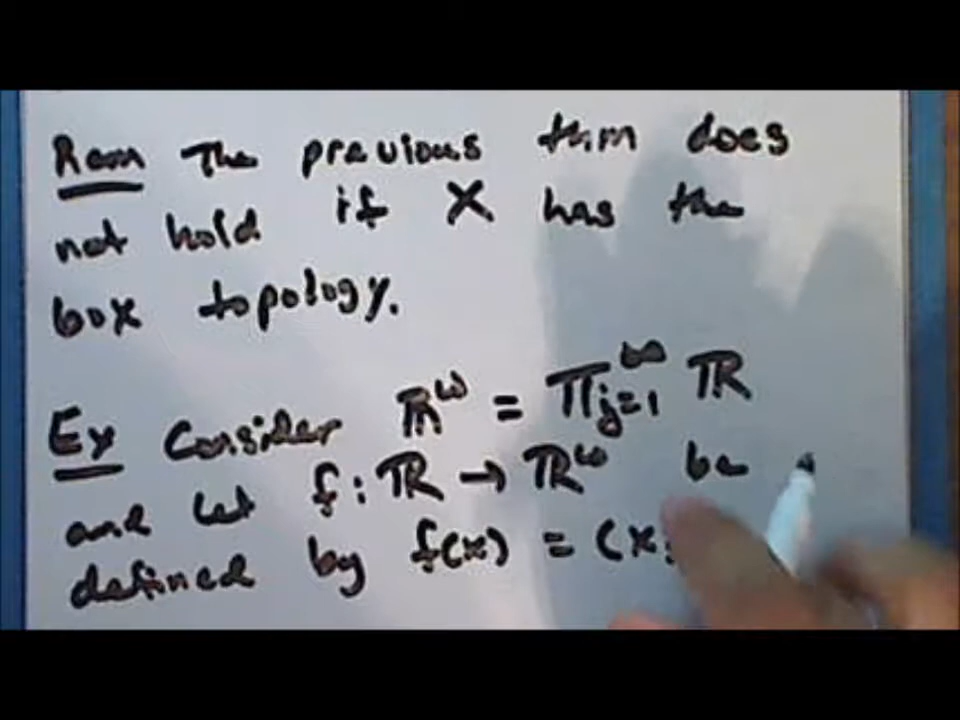 Rem The previous thm does
not hold if X has the
box topology.
Ex Consider ℝ^ω = Π_{j=1}^∞ ℝ
and let f: ℝ → ℝ^ω be
defined by f(x) = (x,